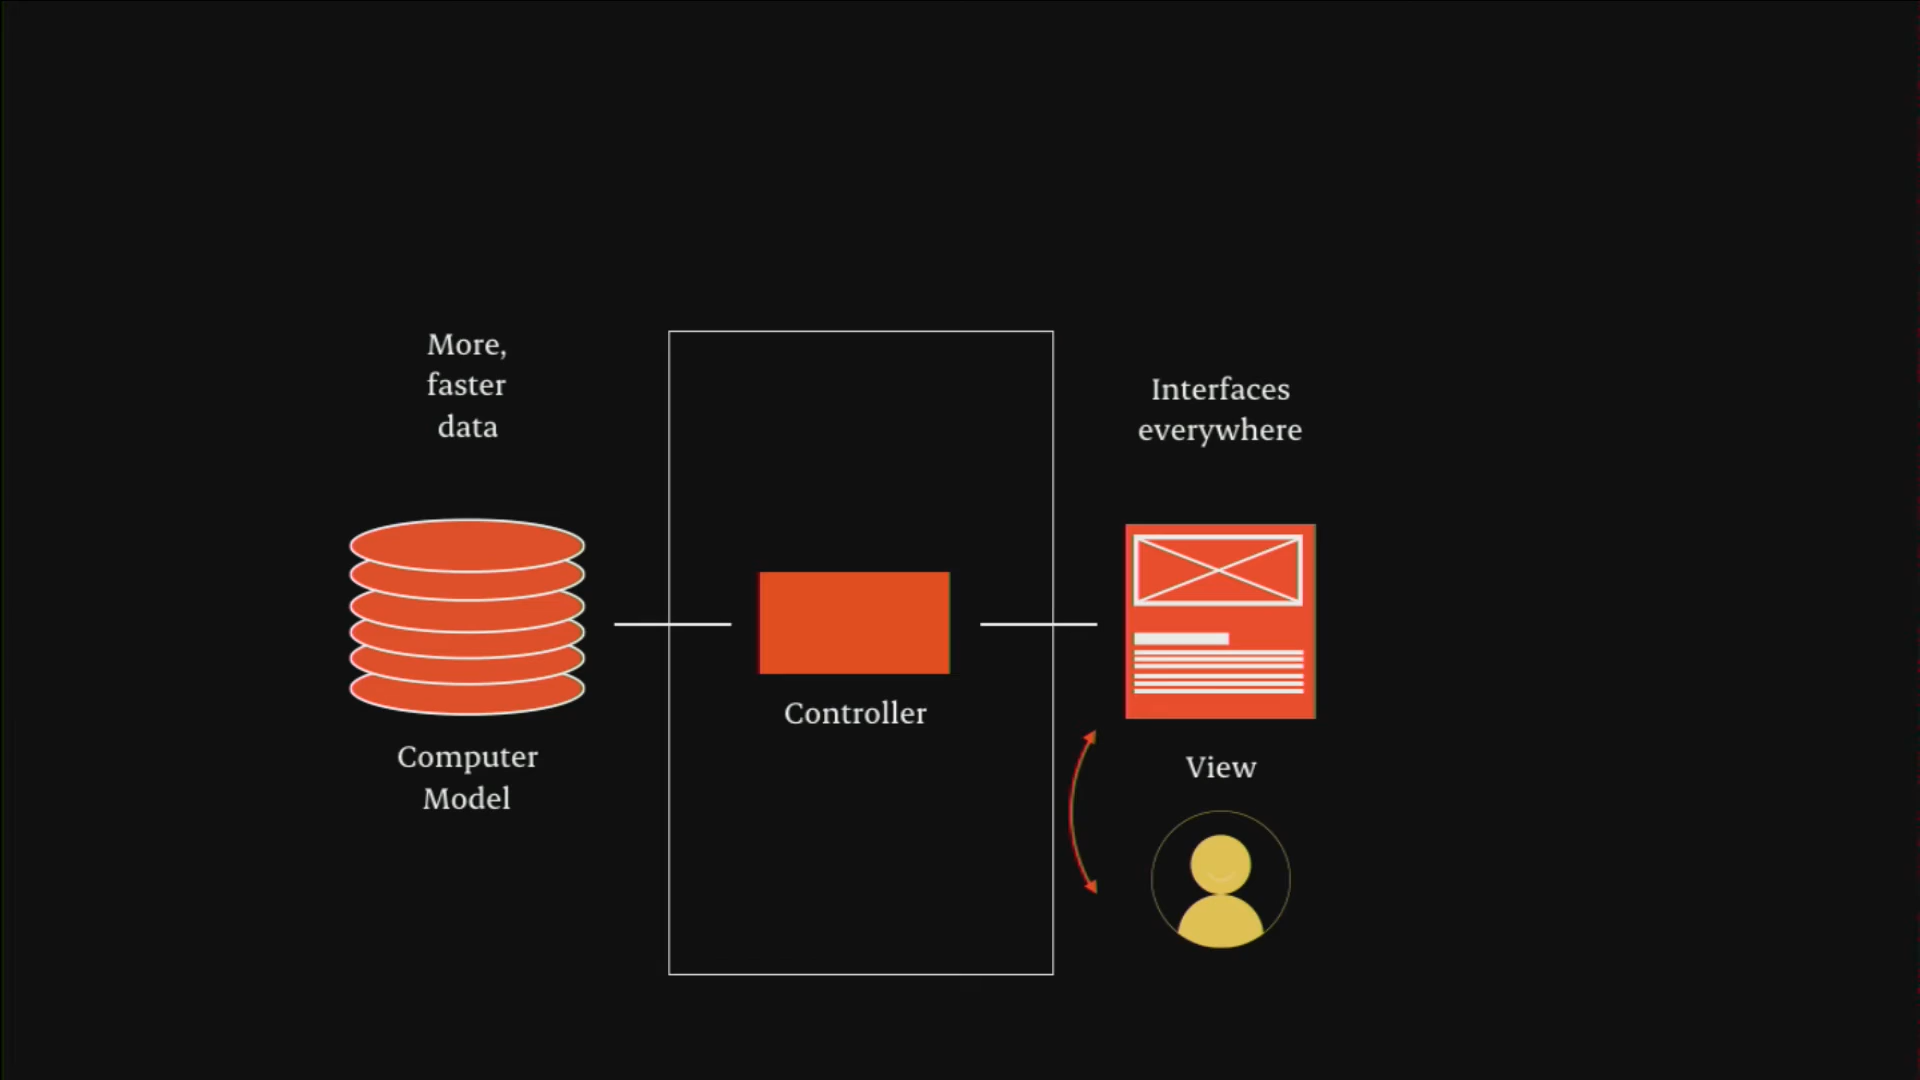 More,
faster
data
Computer
Model
Controller
Interfaces
everywhere
View